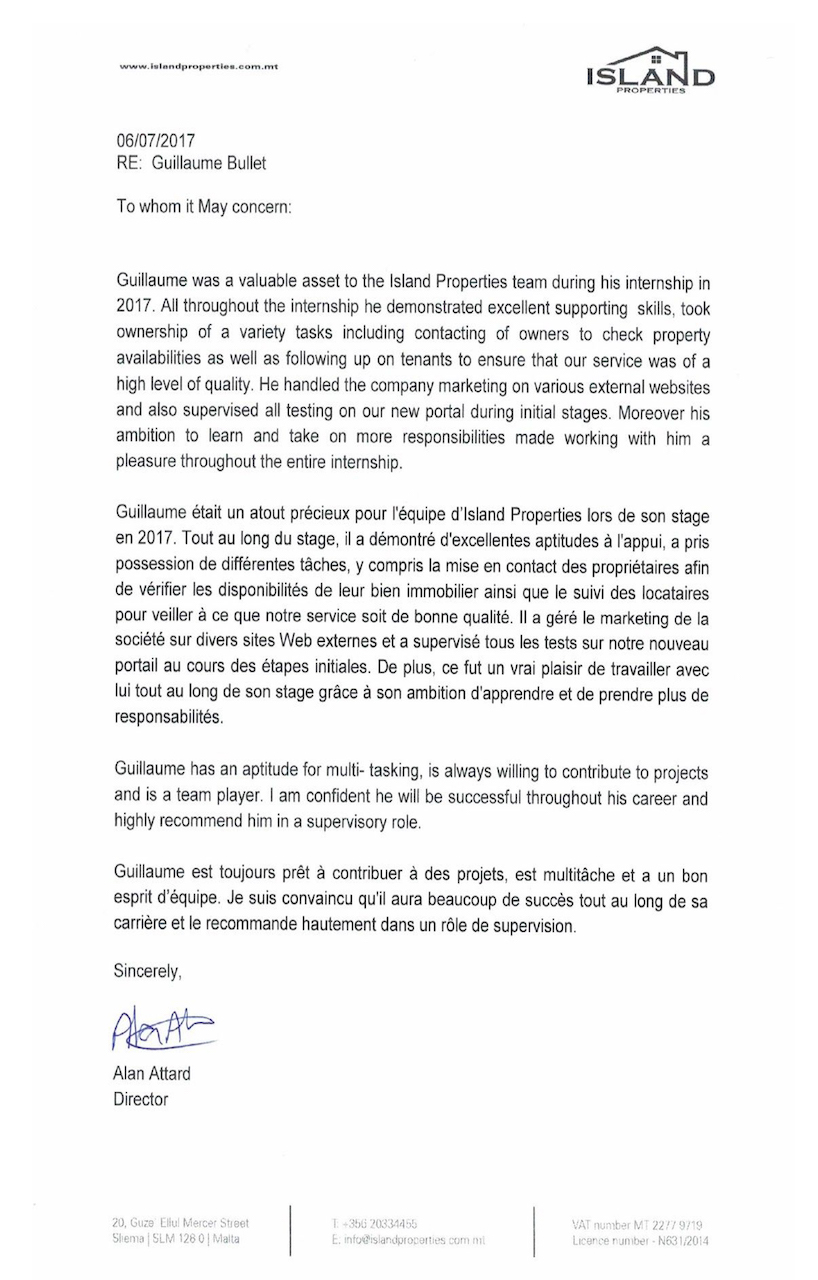 www.islandproperties.com.mt
ISLAND
PROPERTIES
06/07/2017
RE: Guillaume Bullet
To whom it May concern:
Guillaume was a valuable asset to the Island Properties team during his internship in
2017. All throughout the internship he demonstrated excellent supporting skills, took
ownership of a variety tasks including contacting of owners to check property
availabilities as well as following up on tenants to ensure that our service was of a
high level of quality. He handled the company marketing on various external websites
and also supervised all testing on our new portal during initial stages. Moreover his
ambition to learn and take on more responsibilities made working with him a
pleasure throughout the entire internship.
Guillaume était un atout précieux pour l'équipe d'Island Properties lors de son stage
en 2017. Tout au long du stage, il a démontré d'excellentes aptitudes à l'appui, a pris
possession de différentes tâches, y compris la mise en contact des propriétaires afin
de vérifier les disponibilités de leur bien immobilier ainsi que le suivi des locataires
pour veiller à ce que notre service soit de bonne qualité. Il a géré le marketing de la
société sur divers sites Web externes et a supervisé tous les tests sur notre nouveau
portail au cours des étapes initiales. De plus, ce fut un vrai plaisir de travailler avec
lui tout au long de son stage grâce à son ambition d'apprendre et de prendre plus de
responsabilités.
Guillaume has an aptitude for multi- tasking, is always willing to contribute to projects
and is a team player. I am confident he will be successful throughout his career and
highly recommend him in a supervisory role.
Guillaume est toujours prêt à contribuer à des projets, est multitâche et a un bon
esprit d'équipe. Je suis convaincu qu'il aura beaucoup de succès tout au long de sa
carrière et le recommande hautement dans un rôle de supervision.
Sincerely,
Alan Attard
Director
20, Guze' Ellul Mercer Street
Sliema | SLM 126 0 | Malta
T: +356 20334455
E: info@islandproperties.com.mt
VAT number MT 2277 9719
Licence number - N631/2014